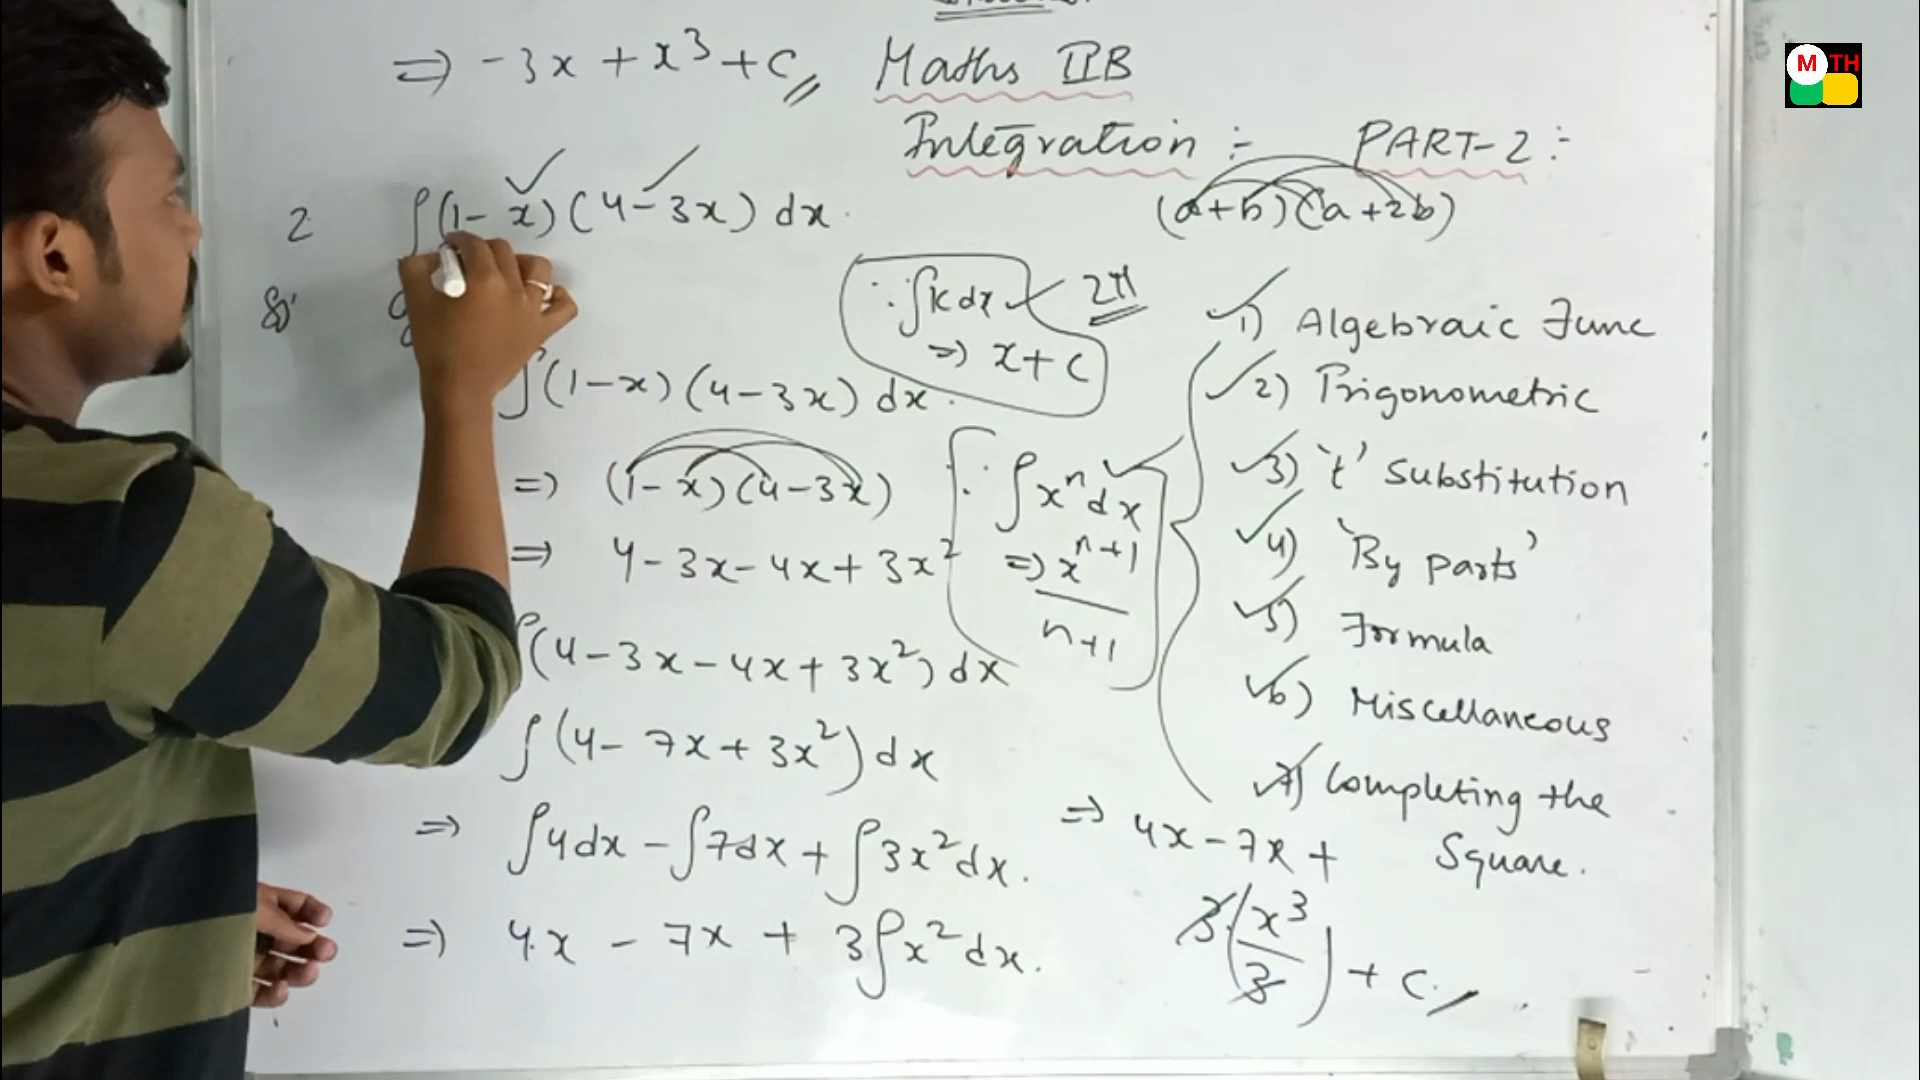 ⇒ -3x + x³ + C
Maths IIB
Integration :- PART-2 :-
2. ∫(1-x)(4-3x) dx.
(a+b)(a+2b)
∫(1-x)(4-3x) dx.
∵ ∫k dx
⇒ x + c
⇒ (1-x)(4-3x)
⇒ 4-3x-4x+3x²
∫(4-3x-4x+3x²) dx
∫(4-7x+3x²) dx
⇒ ∫4dx - ∫7dx + ∫3x²dx.
⇒ 4.x - 7x + 3∫x²dx.
∵ ∫xⁿdx
⇒ xⁿ⁺¹
n+1
1) Algebraic Func
2) Trigonometric
3) 't' Substitution
4) 'By parts'
5) Formula
6) Miscellaneous
7) Completing the
Square.
⇒ 4x-7x+
3.(x³/3) + C.
M TH